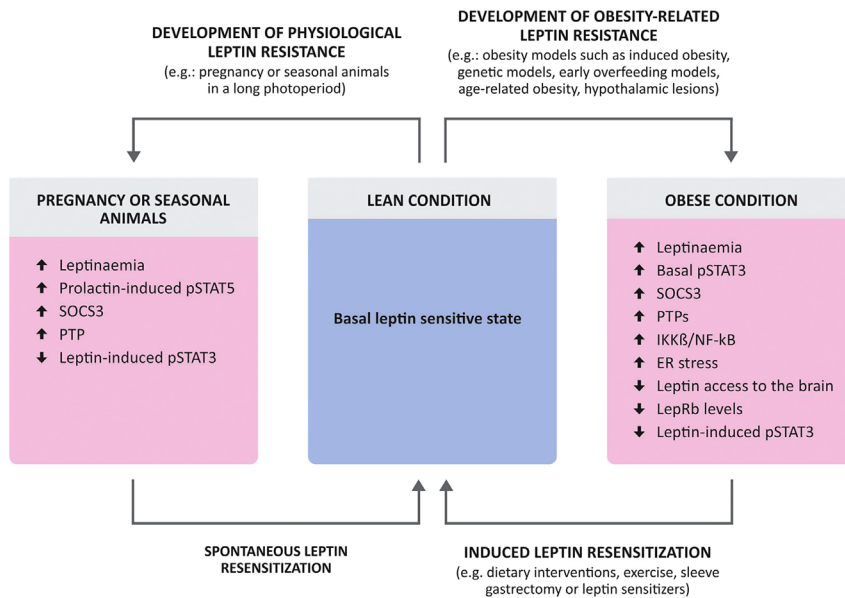 DEVELOPMENT OF PHYSIOLOGICAL
LEPTIN RESISTANCE
(e.g.: pregnancy or seasonal animals
in a long photoperiod)
DEVELOPMENT OF OBESITY-RELATED
LEPTIN RESISTANCE
(e.g.: obesity models such as induced obesity,
genetic models, early overfeeding models,
age-related obesity, hypothalamic lesions)
PREGNANCY OR SEASONAL
ANIMALS
↑ Leptinaemia
↑ Prolactin-induced pSTAT5
↑ SOCS3
↑ PTP
↓ Leptin-induced pSTAT3
LEAN CONDITION
Basal leptin sensitive state
OBESE CONDITION
↑ Leptinaemia
↑ Basal pSTAT3
↑ SOCS3
↑ PTPs
↑ IKKß/NF-kB
↑ ER stress
↓ Leptin access to the brain
↓ LepRb levels
↓ Leptin-induced pSTAT3
SPONTANEOUS LEPTIN
RESENSITIZATION
INDUCED LEPTIN RESENSITIZATION
(e.g. dietary interventions, exercise, sleeve
gastrectomy or leptin sensitizers)